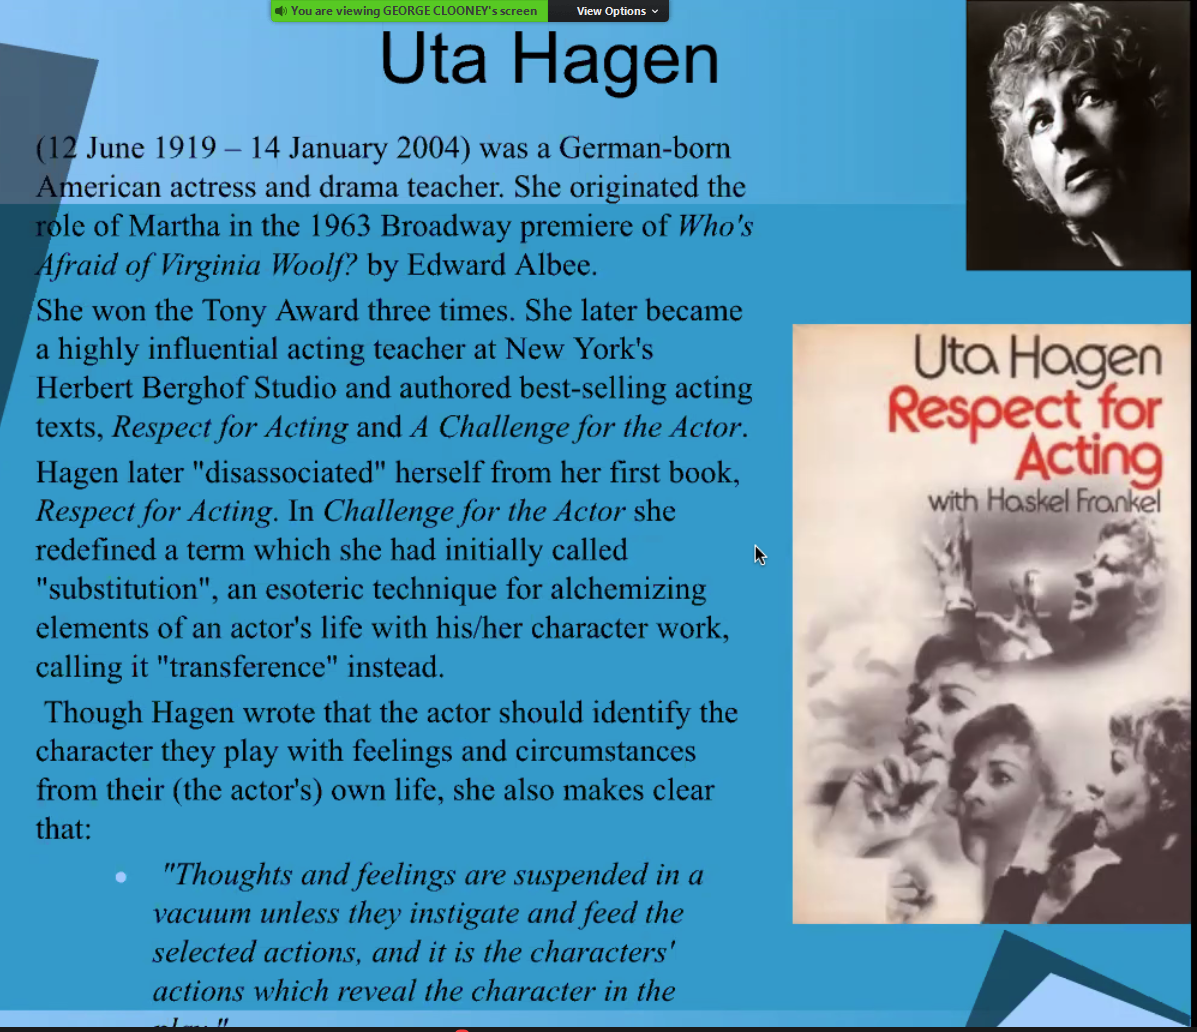 You are viewing GEORGE CLOONEY's screen
View Options
Uta Hagen
(12 June 1919 – 14 January 2004) was a German-born
American actress and drama teacher. She originated the
role of Martha in the 1963 Broadway premiere of Who's
Afraid of Virginia Woolf? by Edward Albee.
She won the Tony Award three times. She later became
a highly influential acting teacher at New York's
Herbert Berghof Studio and authored best-selling acting
texts, Respect for Acting and A Challenge for the Actor.
Hagen later "disassociated" herself from her first book,
Respect for Acting. In Challenge for the Actor she
redefined a term which she had initially called
"substitution", an esoteric technique for alchemizing
elements of an actor's life with his/her character work,
calling it "transference" instead.
Though Hagen wrote that the actor should identify the
character they play with feelings and circumstances
from their (the actor's) own life, she also makes clear
that:
"Thoughts and feelings are suspended in a
vacuum unless they instigate and feed the
selected actions, and it is the characters'
actions which reveal the character in the
play."
Uta Hagen
Respect for
Acting
with Haskel Frankel